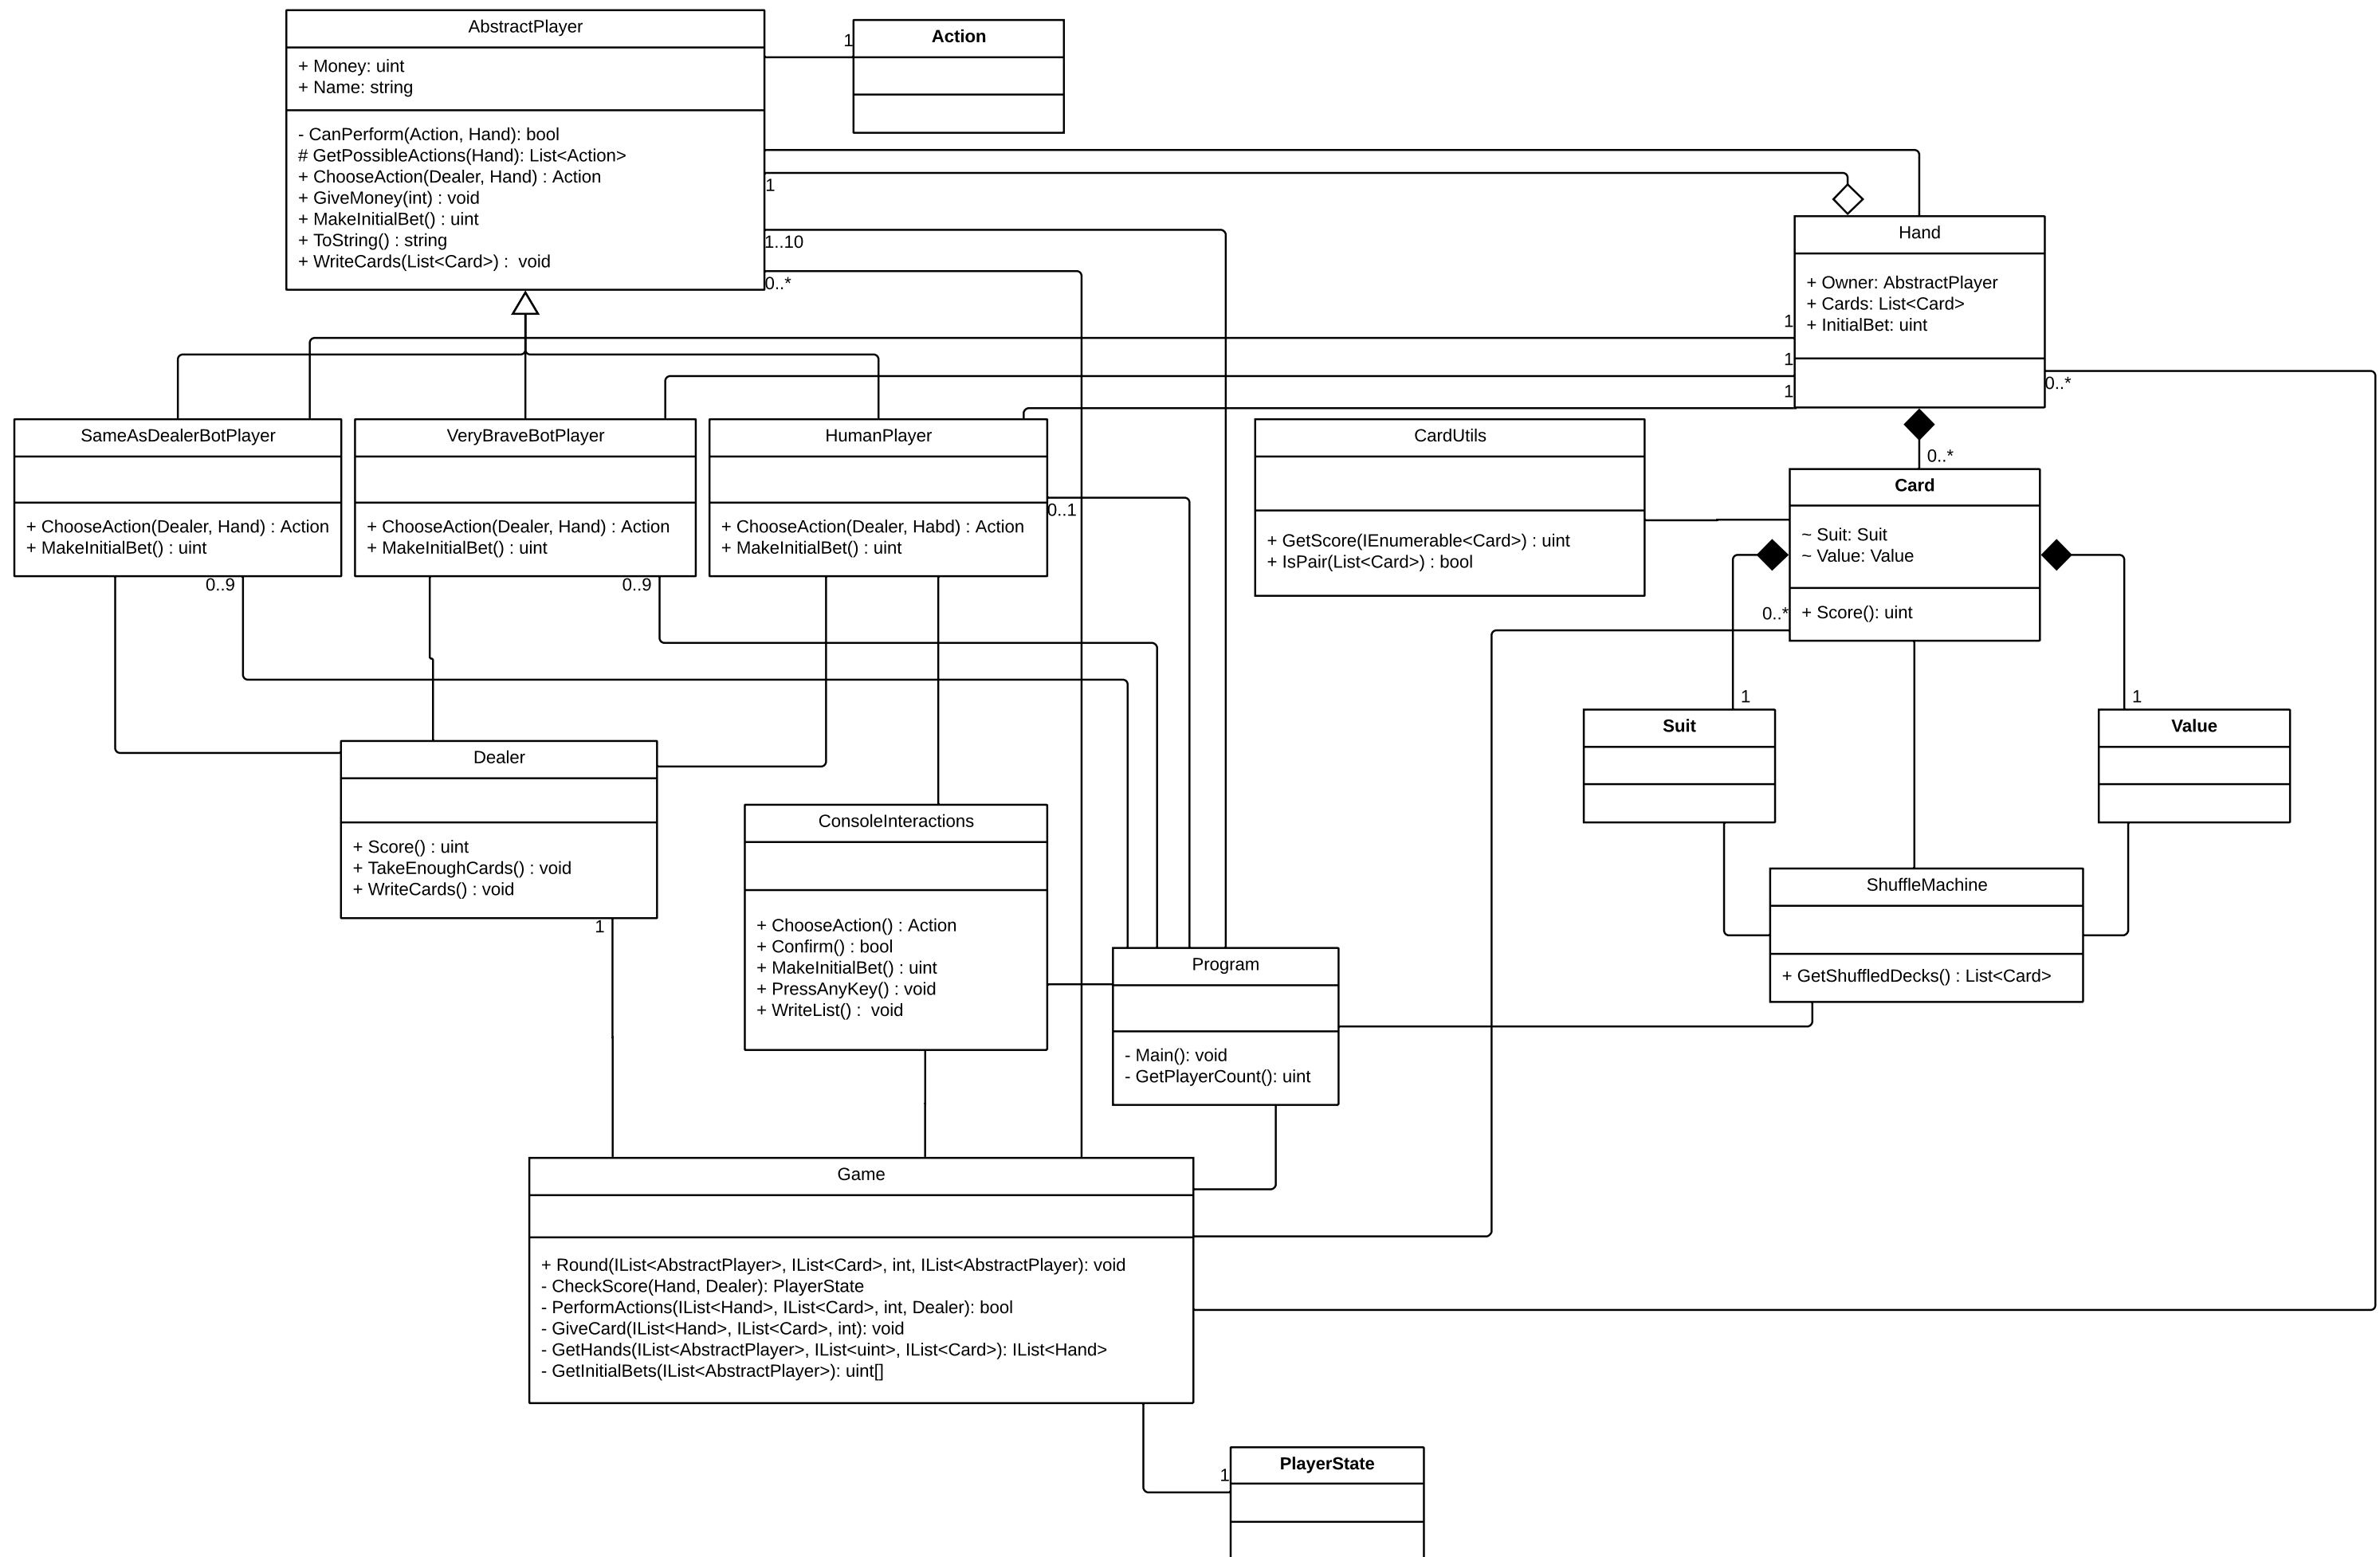 AbstractPlayer
+ Money: uint
+ Name: string
- CanPerform(Action, Hand): bool
# GetPossibleActions(Hand): List<Action>
+ ChooseAction(Dealer, Hand) : Action
+ GiveMoney(int) : void
+ MakeInitialBet() : uint
+ ToString() : string
+ WriteCards(List<Card>) :  void
1
Action
1
1..10
0..*
Hand
+ Owner: AbstractPlayer
+ Cards: List<Card>
+ InitialBet: uint
1
1
1
0..*
0..*
SameAsDealerBotPlayer
+ ChooseAction(Dealer, Hand) : Action
+ MakeInitialBet() : uint
0..9
VeryBraveBotPlayer
+ ChooseAction(Dealer, Hand) : Action
+ MakeInitialBet() : uint
0..9
HumanPlayer
+ ChooseAction(Dealer, Habd) : Action
+ MakeInitialBet() : uint
0..1
CardUtils
+ GetScore(IEnumerable<Card>) : uint
+ IsPair(List<Card>) : bool
Card
~ Suit: Suit
~ Value: Value
+ Score(): uint
0..*
1
1
Suit
Value
Dealer
+ Score() : uint
+ TakeEnoughCards() : void
+ WriteCards() : void
1
ConsoleInteractions
+ ChooseAction() : Action
+ Confirm() : bool
+ MakeInitialBet() : uint
+ PressAnyKey() : void
+ WriteList() :  void
Program
- Main(): void
- GetPlayerCount(): uint
ShuffleMachine
+ GetShuffledDecks() : List<Card>
Game
+ Round(IList<AbstractPlayer>, IList<Card>, int, IList<AbstractPlayer): void
- CheckScore(Hand, Dealer): PlayerState
- PerformActions(IList<Hand>, IList<Card>, int, Dealer): bool
- GiveCard(IList<Hand>, IList<Card>, int): void
- GetHands(IList<AbstractPlayer>, IList<uint>, IList<Card>): IList<Hand>
- GetInitialBets(IList<AbstractPlayer>): uint[]
1
PlayerState